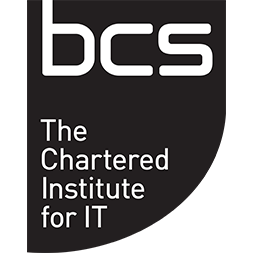 bcs
The
Chartered
Institute
for IT